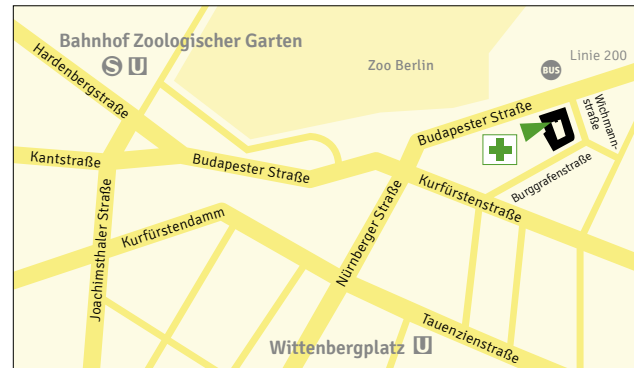 Bahnhof Zoologischer Garten
S U
Hardenbergstraße
Zoo Berlin
BUS
Linie 200
Budapester Straße
Wichmann-
straße
Kantstraße
Budapester Straße
Burggrafenstraße
Kurfürstenstraße
Joachimsthaler Straße
Kurfürstendamm
Nürnberger Straße
Tauenzienstraße
Wittenbergplatz U